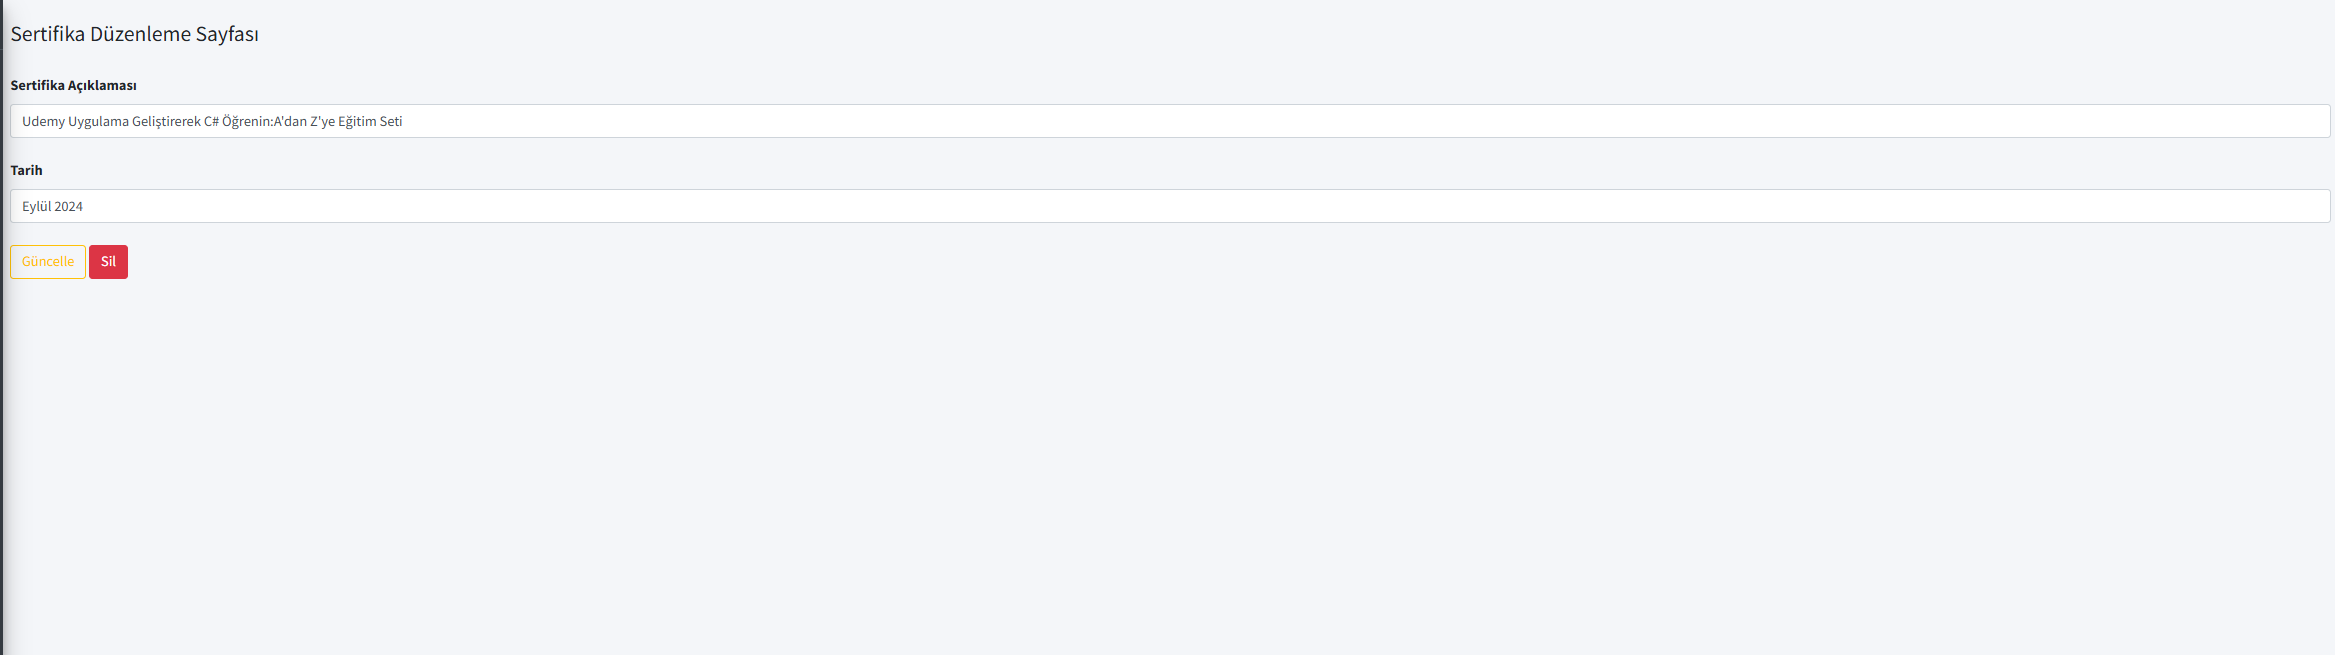 Sertifika Düzenleme Sayfası
Sertifika Açıklaması
Udemy Uygulama Geliştirerek C# Öğrenin:A'dan Z'ye Eğitim Seti
Tarih
Eylül 2024
Güncelle Sil